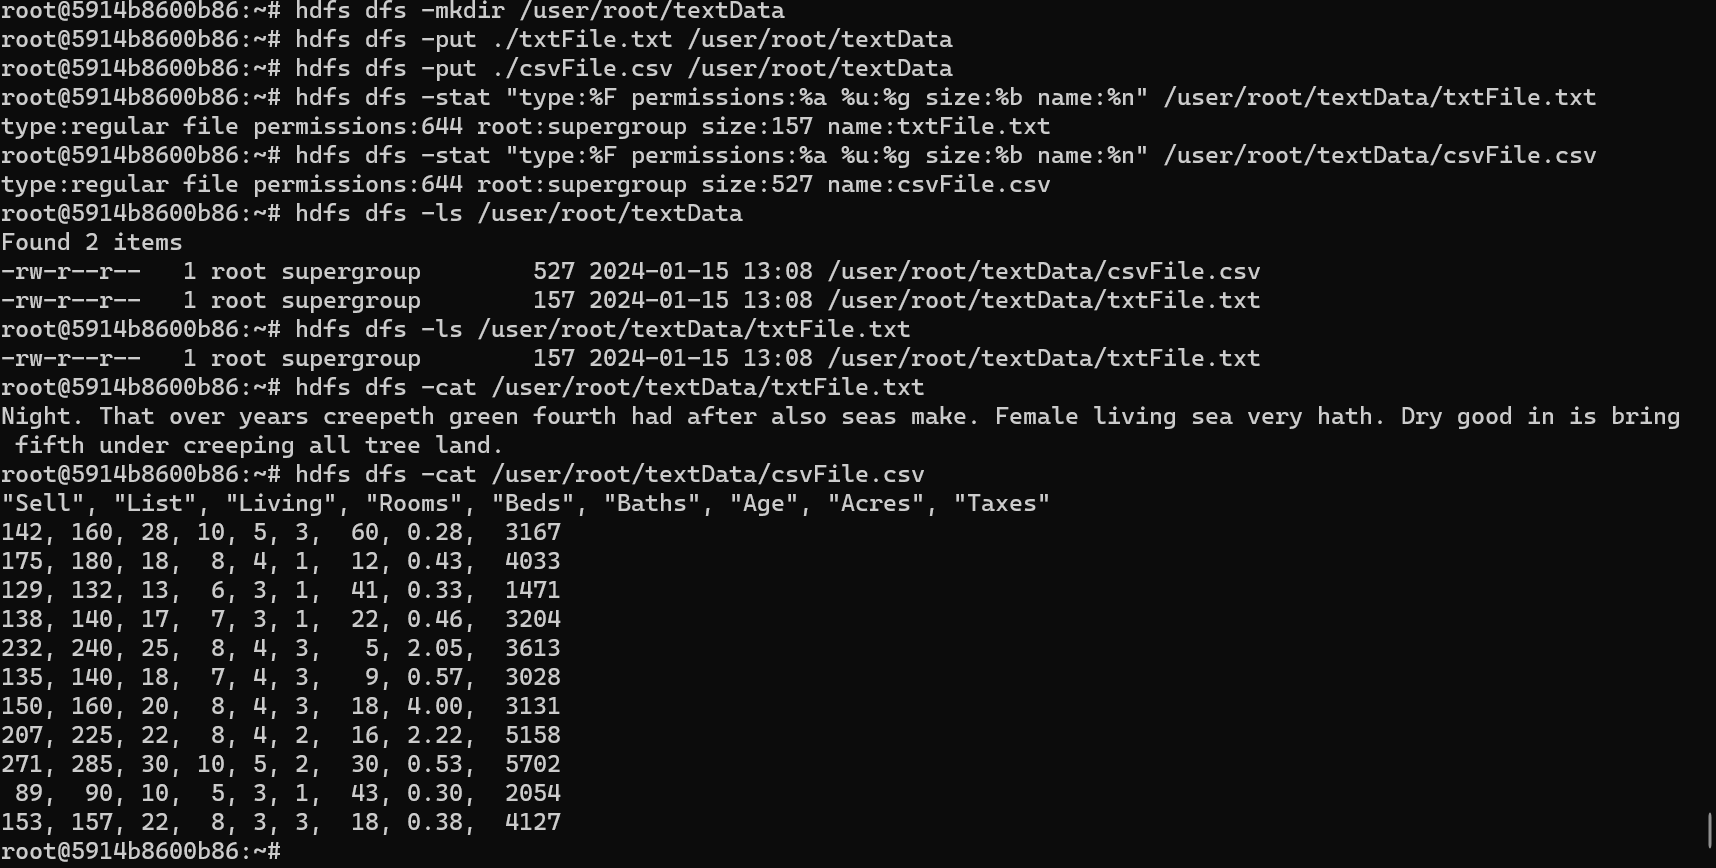 root@5914b8600b86:~# hdfs dfs -mkdir /user/root/textData
root@5914b8600b86:~# hdfs dfs -put ./txtFile.txt /user/root/textData
root@5914b8600b86:~# hdfs dfs -put ./csvFile.csv /user/root/textData
root@5914b8600b86:~# hdfs dfs -stat "type:%F permissions:%a %u:%g size:%b name:%n" /user/root/textData/txtFile.txt
type:regular file permissions:644 root:supergroup size:157 name:txtFile.txt
root@5914b8600b86:~# hdfs dfs -stat "type:%F permissions:%a %u:%g size:%b name:%n" /user/root/textData/csvFile.csv
type:regular file permissions:644 root:supergroup size:527 name:csvFile.csv
root@5914b8600b86:~# hdfs dfs -ls /user/root/textData
Found 2 items
-rw-r--r--   1 root supergroup        527 2024-01-15 13:08 /user/root/textData/csvFile.csv
-rw-r--r--   1 root supergroup        157 2024-01-15 13:08 /user/root/textData/txtFile.txt
root@5914b8600b86:~# hdfs dfs -ls /user/root/textData/txtFile.txt
-rw-r--r--   1 root supergroup        157 2024-01-15 13:08 /user/root/textData/txtFile.txt
root@5914b8600b86:~# hdfs dfs -cat /user/root/textData/txtFile.txt
Night. That over years creepeth green fourth had after also seas make. Female living sea very hath. Dry good in is bring
 fifth under creeping all tree land.
root@5914b8600b86:~# hdfs dfs -cat /user/root/textData/csvFile.csv
"Sell", "List", "Living", "Rooms", "Beds", "Baths", "Age", "Acres", "Taxes"
142, 160, 28, 10, 5, 3,  60, 0.28,  3167
175, 180, 18,  8, 4, 1,  12, 0.43,  4033
129, 132, 13,  6, 3, 1,  41, 0.33,  1471
138, 140, 17,  7, 3, 1,  22, 0.46,  3204
232, 240, 25,  8, 4, 3,   5, 2.05,  3613
135, 140, 18,  7, 4, 3,   9, 0.57,  3028
150, 160, 20,  8, 4, 3,  18, 4.00,  3131
207, 225, 22,  8, 4, 2,  16, 2.22,  5158
271, 285, 30, 10, 5, 2,  30, 0.53,  5702
 89,  90, 10,  5, 3, 1,  43, 0.30,  2054
153, 157, 22,  8, 3, 3,  18, 0.38,  4127
root@5914b8600b86:~#